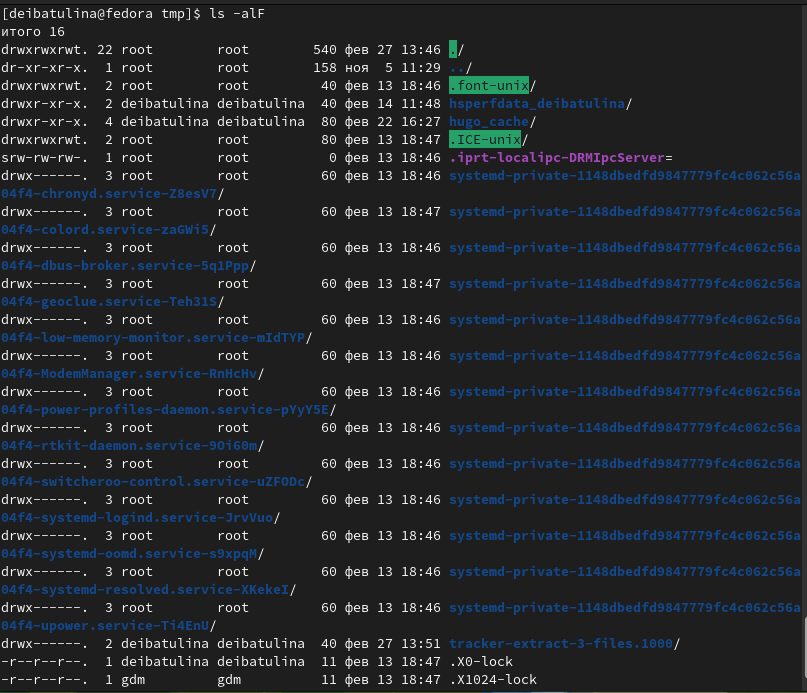 [deibatulina@fedora tmp]$ ls -alF
итого 16
drwxrwxrwt. 22 root        root        540 фев 27 13:46 ./
dr-xr-xr-x.  1 root        root        158 ноя  5 11:29 ../
drwxrwxrwt.  2 root        root         40 фев 13 18:46 .font-unix/
drwxr-xr-x.  2 deibatulina deibatulina  40 фев 14 11:48 hsperfdata_deibatulina/
drwxr-xr-x.  4 deibatulina deibatulina  80 фев 22 16:27 hugo_cache/
drwxrwxrwt.  2 root        root         80 фев 13 18:47 .ICE-unix/
srw-rw-rw-.  1 root        root          0 фев 13 18:46 .iprt-localipc-DRMIpcServer=
drwx------.  3 root        root         60 фев 13 18:46 systemd-private-1148dbedfd9847779fc4c062c56a
04f4-chronyd.service-Z8esV7/
drwx------.  3 root        root         60 фев 13 18:47 systemd-private-1148dbedfd9847779fc4c062c56a
04f4-colord.service-zaGWi5/
drwx------.  3 root        root         60 фев 13 18:46 systemd-private-1148dbedfd9847779fc4c062c56a
04f4-dbus-broker.service-5q1Ppp/
drwx------.  3 root        root         60 фев 13 18:47 systemd-private-1148dbedfd9847779fc4c062c56a
04f4-geoclue.service-Teh31S/
drwx------.  3 root        root         60 фев 13 18:46 systemd-private-1148dbedfd9847779fc4c062c56a
04f4-low-memory-monitor.service-mIdTYP/
drwx------.  3 root        root         60 фев 13 18:46 systemd-private-1148dbedfd9847779fc4c062c56a
04f4-ModemManager.service-RnHcHv/
drwx------.  3 root        root         60 фев 13 18:46 systemd-private-1148dbedfd9847779fc4c062c56a
04f4-power-profiles-daemon.service-pYyY5E/
drwx------.  3 root        root         60 фев 13 18:46 systemd-private-1148dbedfd9847779fc4c062c56a
04f4-rtkit-daemon.service-9Oi60m/
drwx------.  3 root        root         60 фев 13 18:46 systemd-private-1148dbedfd9847779fc4c062c56a
04f4-switcheroo-control.service-uZFODc/
drwx------.  3 root        root         60 фев 13 18:46 systemd-private-1148dbedfd9847779fc4c062c56a
04f4-systemd-logind.service-JrvVuo/
drwx------.  3 root        root         60 фев 13 18:46 systemd-private-1148dbedfd9847779fc4c062c56a
04f4-systemd-oomd.service-s9xpqM/
drwx------.  3 root        root         60 фев 13 18:46 systemd-private-1148dbedfd9847779fc4c062c56a
04f4-systemd-resolved.service-XKekeI/
drwx------.  3 root        root         60 фев 13 18:46 systemd-private-1148dbedfd9847779fc4c062c56a
04f4-upower.service-Ti4EnU/
drwx------.  2 deibatulina deibatulina  40 фев 27 13:51 tracker-extract-3-files.1000/
-r--r--r--.  1 deibatulina deibatulina  11 фев 13 18:47 .X0-lock
-r--r--r--.  1 gdm         gdm          11 фев 13 18:47 .X1024-lock